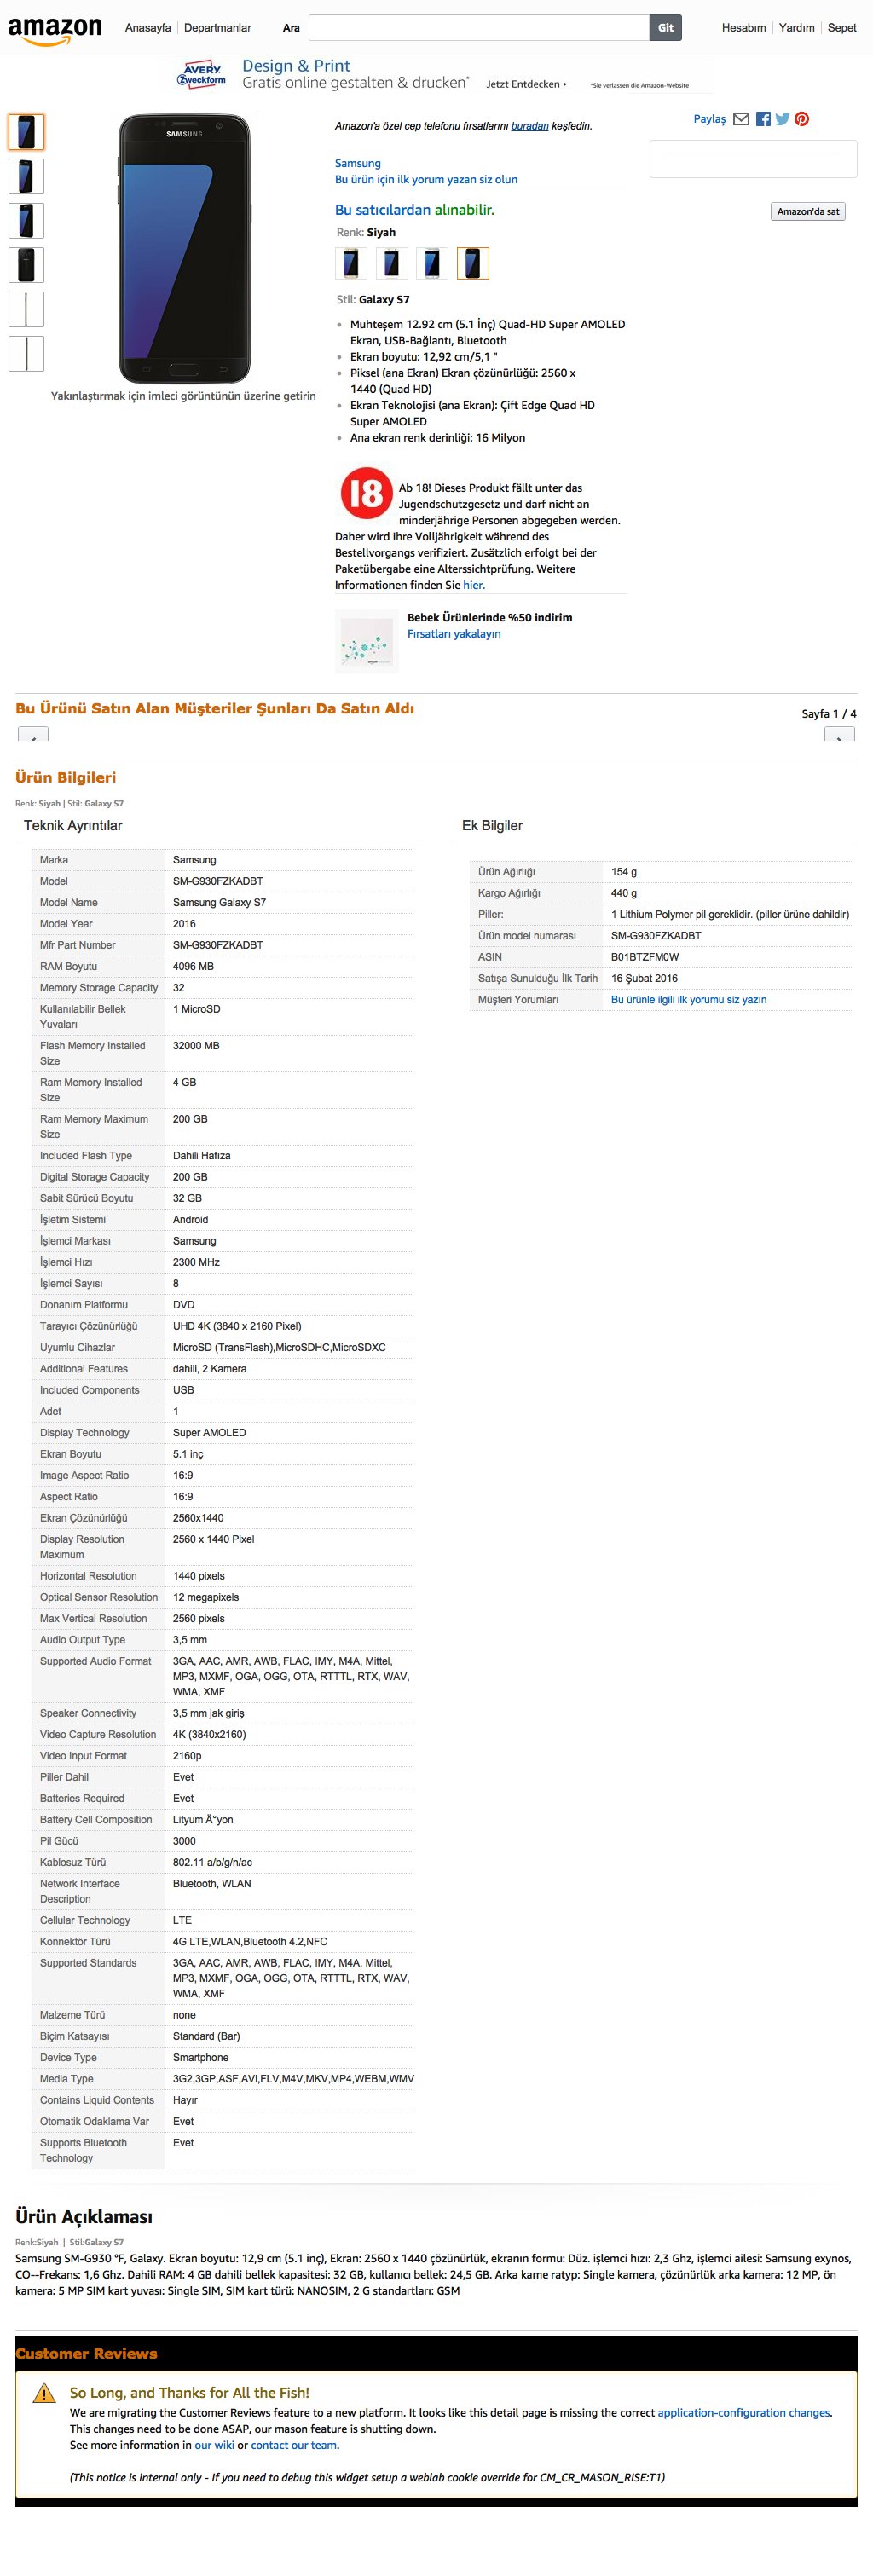 amazon
Anasayfa
Departmanlar
Ara
Git
Hesabım
Yardım
Sepet
AVERY
Zweckform
Design & Print
Gratis online gestalten & drucken*
Jetzt Entdecken
*Sie verlassen die Amazon-Website
SAMSUNG
Yakınlaştırmak için imleci görüntünün üzerine getirin
Amazon'a özel cep telefonu fırsatlarını buradan keşfedin.
Samsung
Bu ürün için ilk yorum yazan siz olun
Bu satıcılardan alınabilir.
Renk: Siyah
Stil: Galaxy S7
Muhteşem 12.92 cm (5.1 İnç) Quad-HD Super AMOLED
Ekran, USB-Bağlantı, Bluetooth
Ekran boyutu: 12,92 cm/5,1 "
Piksel (ana Ekran) Ekran çözünürlüğü: 2560 x
1440 (Quad HD)
Ekran Teknolojisi (ana Ekran): Çift Edge Quad HD
Super AMOLED
Ana ekran renk derinliği: 16 Milyon
18
Ab 18! Dieses Produkt fällt unter das
Jugendschutzgesetz und darf nicht an
minderjährige Personen abgegeben werden.
Daher wird Ihre Volljährigkeit während des
Bestellvorgangs verifiziert. Zusätzlich erfolgt bei der
Paketübergabe eine Alterssichtprüfung. Weitere
Informationen finden Sie hier.
Bebek Ürünlerinde %50 indirim
Fırsatları yakalayın
Paylaş
Amazon'da sat
Bu Ürünü Satın Alan Müşteriler Şunları Da Satın Aldı
Sayfa 1 / 4
Ürün Bilgileri
Renk: Siyah | Stil: Galaxy S7
Teknik Ayrıntılar
Marka Samsung
Model SM-G930FZKADBT
Model Name Samsung Galaxy S7
Model Year 2016
Mfr Part Number SM-G930FZKADBT
RAM Boyutu 4096 MB
Memory Storage Capacity 32
Kullanılabilir Bellek 1 MicroSD
Yuvaları
Flash Memory Installed 32000 MB
Size
Ram Memory Installed 4 GB
Size
Ram Memory Maximum 200 GB
Size
Included Flash Type Dahili Hafıza
Digital Storage Capacity 200 GB
Sabit Sürücü Boyutu 32 GB
İşletim Sistemi Android
İşlemci Markası Samsung
İşlemci Hızı 2300 MHz
İşlemci Sayısı 8
Donanım Platformu DVD
Tarayıcı Çözünürlüğü UHD 4K (3840 x 2160 Pixel)
Uyumlu Cihazlar MicroSD (TransFlash),MicroSDHC,MicroSDXC
Additional Features dahili, 2 Kamera
Included Components USB
Adet 1
Display Technology Super AMOLED
Ekran Boyutu 5.1 inç
Image Aspect Ratio 16:9
Aspect Ratio 16:9
Ekran Çözünürlüğü 2560x1440
Display Resolution 2560 x 1440 Pixel
Maximum
Horizontal Resolution 1440 pixels
Optical Sensor Resolution 12 megapixels
Max Vertical Resolution 2560 pixels
Audio Output Type 3,5 mm
Supported Audio Format 3GA, AAC, AMR, AWB, FLAC, IMY, M4A, Mittel,
MP3, MXMF, OGA, OGG, OTA, RTTTL, RTX, WAV,
WMA, XMF
Speaker Connectivity 3,5 mm jak giriş
Video Capture Resolution 4K (3840x2160)
Video Input Format 2160p
Piller Dahil Evet
Batteries Required Evet
Battery Cell Composition Lityum Ä°yon
Pil Gücü 3000
Kablosuz Türü 802.11 a/b/g/n/ac
Network Interface Bluetooth, WLAN
Description
Cellular Technology LTE
Konnektör Türü 4G LTE,WLAN,Bluetooth 4.2,NFC
Supported Standards 3GA, AAC, AMR, AWB, FLAC, IMY, M4A, Mittel,
MP3, MXMF, OGA, OGG, OTA, RTTTL, RTX, WAV,
WMA, XMF
Malzeme Türü none
Biçim Katsayısı Standard (Bar)
Device Type Smartphone
Media Type 3G2,3GP,ASF,AVI,FLV,M4V,MKV,MP4,WEBM,WMV
Contains Liquid Contents Hayır
Otomatik Odaklama Var Evet
Supports Bluetooth Evet
Technology
Ek Bilgiler
Ürün Ağırlığı 154 g
Kargo Ağırlığı 440 g
Piller: 1 Lithium Polymer pil gereklidir. (piller ürüne dahildir)
Ürün model numarası SM-G930FZKADBT
ASIN B01BTZFM0W
Satışa Sunulduğu İlk Tarih 16 Şubat 2016
Müşteri Yorumları Bu ürünle ilgili ilk yorumu siz yazın
Ürün Açıklaması
Renk:Siyah | Stil:Galaxy S7
Samsung SM-G930 °F, Galaxy. Ekran boyutu: 12,9 cm (5.1 inç), Ekran: 2560 x 1440 çözünürlük, ekranın formu: Düz. işlemci hızı: 2,3 Ghz, işlemci ailesi: Samsung exynos,
CO--Frekans: 1,6 Ghz. Dahili RAM: 4 GB dahili bellek kapasitesi: 32 GB, kullanıcı bellek: 24,5 GB. Arka kame ratyp: Single kamera, çözünürlük arka kamera: 12 MP, ön
kamera: 5 MP SIM kart yuvası: Single SIM, SIM kart türü: NANOSIM, 2 G standartları: GSM
Customer Reviews
So Long, and Thanks for All the Fish!
We are migrating the Customer Reviews feature to a new platform. It looks like this detail page is missing the correct application-configuration changes.
This changes need to be done ASAP, our mason feature is shutting down.
See more information in our wiki or contact our team.
(This notice is internal only - If you need to debug this widget setup a weblab cookie override for CM_CR_MASON_RISE:T1)